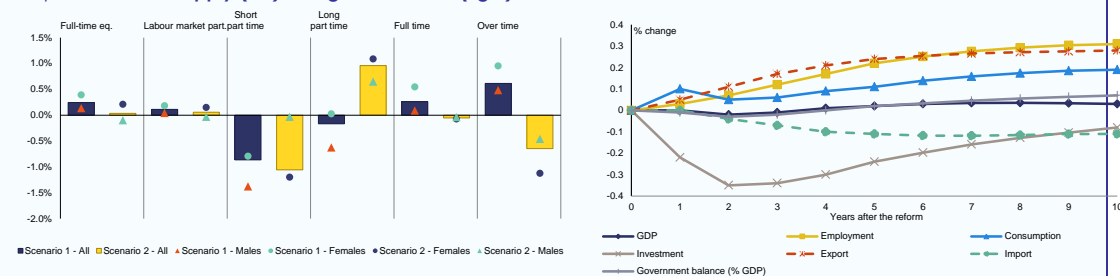 Full-time eq.
Labour market part.
Short
part time
Long
part time
Full time
Over time
1.5%
1.0%
0.5%
0.0%
-0.5%
-1.0%
-1.5%
-2.0%
Scenario 1 - All
Scenario 2 - All
Scenario 1 - Males
Scenario 1 - Females
Scenario 2 - Females
Scenario 2 - Males
% change
0.4
0.3
0.2
0.1
0
-0.1
-0.2
-0.3
-0.4
0 1 2 3 4 5 6 7 8 9 10
Years after the reform
GDP
Employment
Consumption
Investment
Export
Import
Government balance (% GDP)